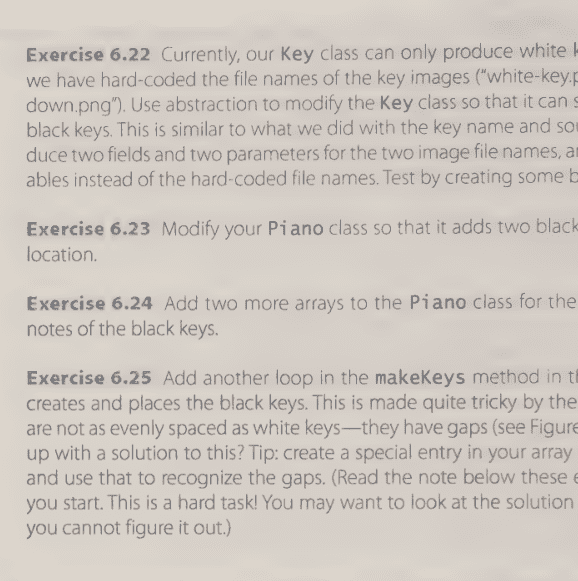 Exercise 6.22 Currently, our Key class can only produce white
we have hard-coded the file names of the key images ("white-key.p
down.png"). Use abstraction to modify the Key class so that it can
black keys. This is similar to what we did with the key name and
duce two fields and two parameters for the two image file names,
ables instead of the hard-coded file names. Test by creating some
Exercise 6.23 Modify your Piano class so that it adds two black
location.
Exercise 6.24 Add two more arrays to the Piano class for the
notes of the black keys.
Exercise 6.25 Add another loop in the makeKeys method in
creates and places the black keys. This is made quite tricky by the
are not as evenly spaced as white keys—they have gaps (see Figure
up with a solution to this? Tip: create a special entry in your array
and use that to recognize the gaps. (Read the note below these
you start. This is a hard task! You may want to look at the solution
you cannot figure it out.)